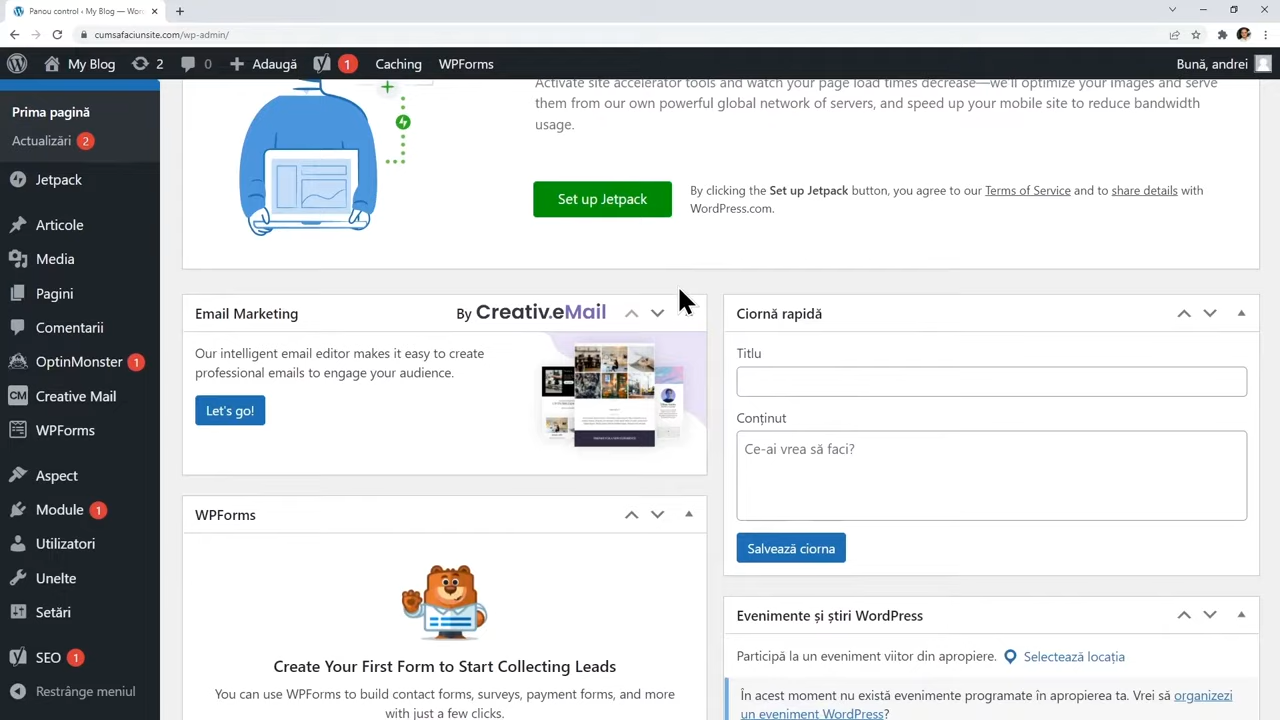 Panou control ‹ My Blog — Wor
cumsafaciunsite.com/wp-admin/
My Blog 2 0 Adaugă 1 Caching WPForms Bună, andrei
Prima pagină
Actualizări 2
Jetpack
Articole
Media
Pagini
Comentarii
OptinMonster 1
CM Creative Mail
WPForms
Aspect
Module 1
Utilizatori
Unelte
Setări
SEO 1
Restrânge meniul
Activate site accelerator tools and watch your page load times decrease—we'll optimize your images and serve
them from our own powerful global network of servers, and speed up your mobile site to reduce bandwidth
usage.
Set up Jetpack
By clicking the Set up Jetpack button, you agree to our Terms of Service and to share details with
WordPress.com.
Email Marketing By Creativ.eMail
Our intelligent email editor makes it easy to create
professional emails to engage your audience.
Let's go!
WPForms
Create Your First Form to Start Collecting Leads
You can use WPForms to build contact forms, surveys, payment forms, and more
with just a few clicks.
Ciornă rapidă
Titlu
Conținut
Ce-ai vrea să faci?
Salvează ciorna
Evenimente și știri WordPress
Participă la un eveniment viitor din apropiere. Selectează locația
În acest moment nu există evenimente programate în apropierea ta. Vrei să organizezi
un eveniment WordPress?